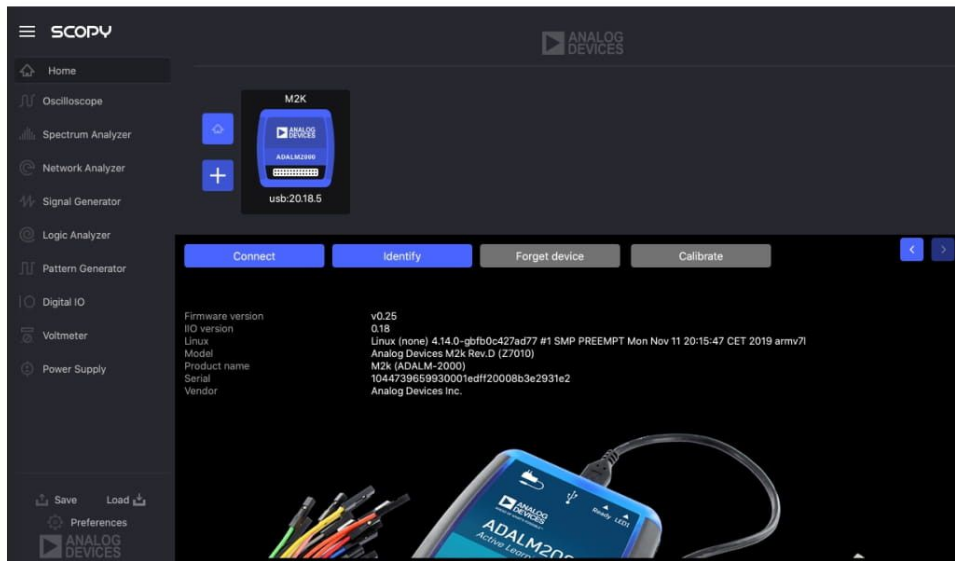 SCOPY
ANALOG
DEVICES
Home
Oscilloscope
Spectrum Analyzer
Network Analyzer
Signal Generator
Logic Analyzer
Pattern Generator
Digital IO
Voltmeter
Power Supply
Save Load
Preferences
ANALOG
DEVICES
M2K
ANALOG
DEVICES
ADALM2000
usb:20.18.5
Connect Identify Forget device Calibrate
Firmware version v0.25
IIO version 0.18
Linux Linux (none) 4.14.0-gbfb0c427ad77 #1 SMP PREEMPT Mon Nov 11 20:15:47 CET 2019 armv7l
Model Analog Devices M2k Rev.D (Z7010)
Product name M2k (ADALM-2000)
Serial 1044739659930001edff20008b3e2931e2
Vendor Analog Devices Inc.
Ready LED1
ANALOG
DEVICES
ADALM200
Active Learn